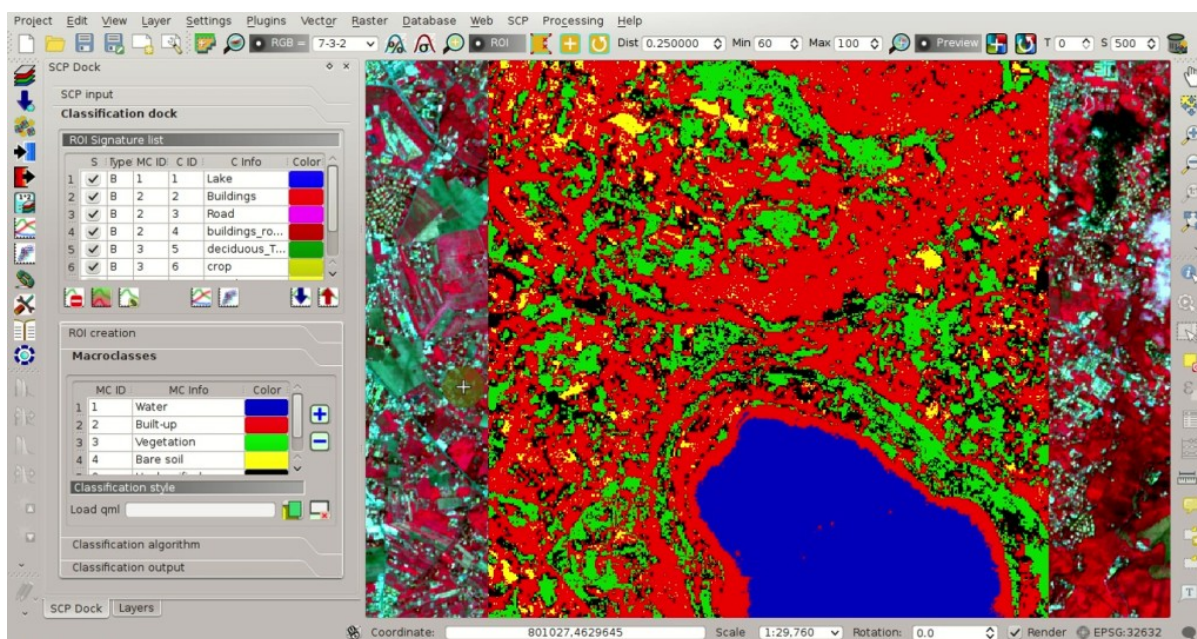 Project Edit View Layer Settings Plugins Vector Raster Database Web SCP Processing Help
RGB = 7-3-2 ROI Dist 0.250000 Min 60 Max 100 Preview T 0 S 500
SCP Dock
SCP input
Classification dock
ROI Signature list
S Type MC ID C ID C Info Color
1 B 1 1 Lake
2 B 2 2 Buildings
3 B 2 3 Road
4 B 2 4 buildings_ro...
5 B 3 5 deciduous_T...
6 B 3 6 crop
ROI creation
Macroclasses
MC ID MC Info Color
1 1 Water
2 2 Built-up
3 3 Vegetation
4 4 Bare soil
Classification style
Load qml
Classification algorithm
Classification output
SCP Dock Layers
Coordinate: 801027,4629645 Scale 1:29,760 Rotation: 0.0 Render EPSG:32632